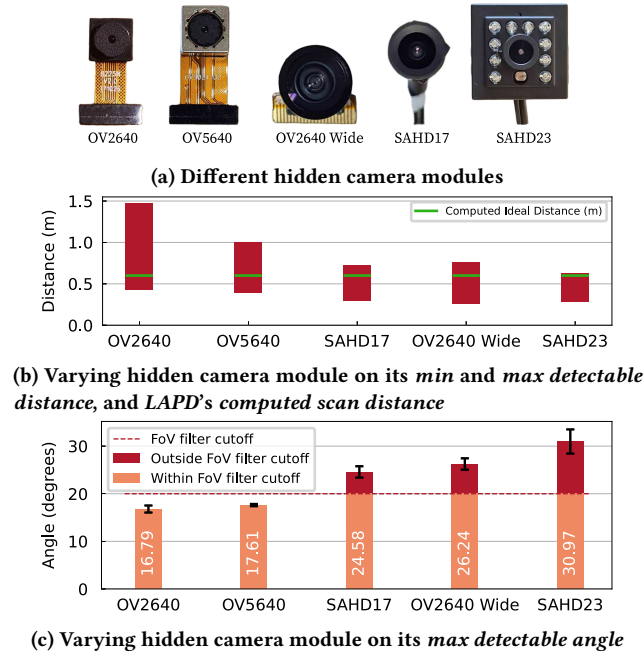 OV2640 OV5640 OV2640 Wide SAHD17 SAHD23
(a) Different hidden camera modules
Distance (m)
1.5
1.0
0.5
0.0
Computed Ideal Distance (m)
OV2640 OV5640 SAHD17 OV2640 Wide SAHD23
(b) Varying hidden camera module on its min and max detectable
distance, and LAPD's computed scan distance
Angle (degrees)
30
20
10
0
FoV filter cutoff
Outside FoV filter cutoff
Within FoV filter cutoff
16.79 17.61 24.58 26.24 30.97
OV2640 OV5640 SAHD17 OV2640 Wide SAHD23
(c) Varying hidden camera module on its max detectable angle